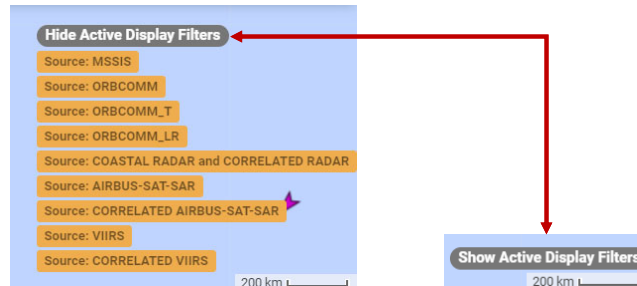 Hide Active Display Filters
Source: MSSIS
Source: ORBCOMM
Source: ORBCOMM_T
Source: ORBCOMM_LR
Source: COASTAL RADAR and CORRELATED RADAR
Source: AIRBUS-SAT-SAR
Source: CORRELATED AIRBUS-SAT-SAR
Source: VIIRS
Source: CORRELATED VIIRS
200 km
Show Active Display Filters
200 km